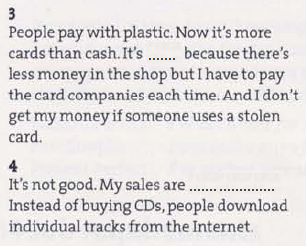 3
People pay with plastic. Now it's more
cards than cash. It's ...... because there's
less money in the shop but I have to pay
the card companies each time. And I don't
get my money if someone uses a stolen
card.
4
It's not good. My sales are ...... ............
Instead of buying CDs, people download
individual tracks from the Internet.